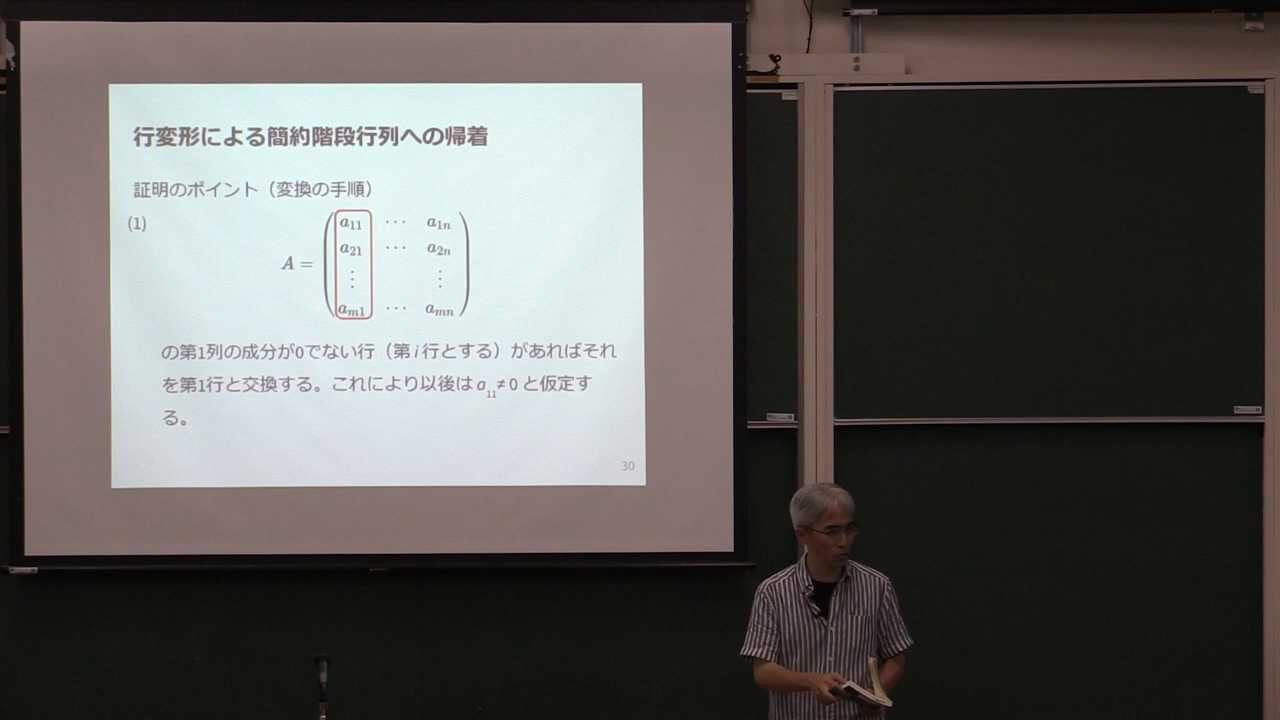 行変形による簡約階段行列への帰着
証明のポイント（変換の手順）
(1)
A = ( a₁₁ ⋯ a₁ₙ
a₂₁ ⋯ a₂ₙ
⋮ ⋮
aₘ₁ ⋯ aₘₙ )
の第1列の成分が0でない行（第 i 行とする）があればそれ
を第1行と交換する。これにより以後は a₁₁ ≠ 0 と仮定す
る。
30